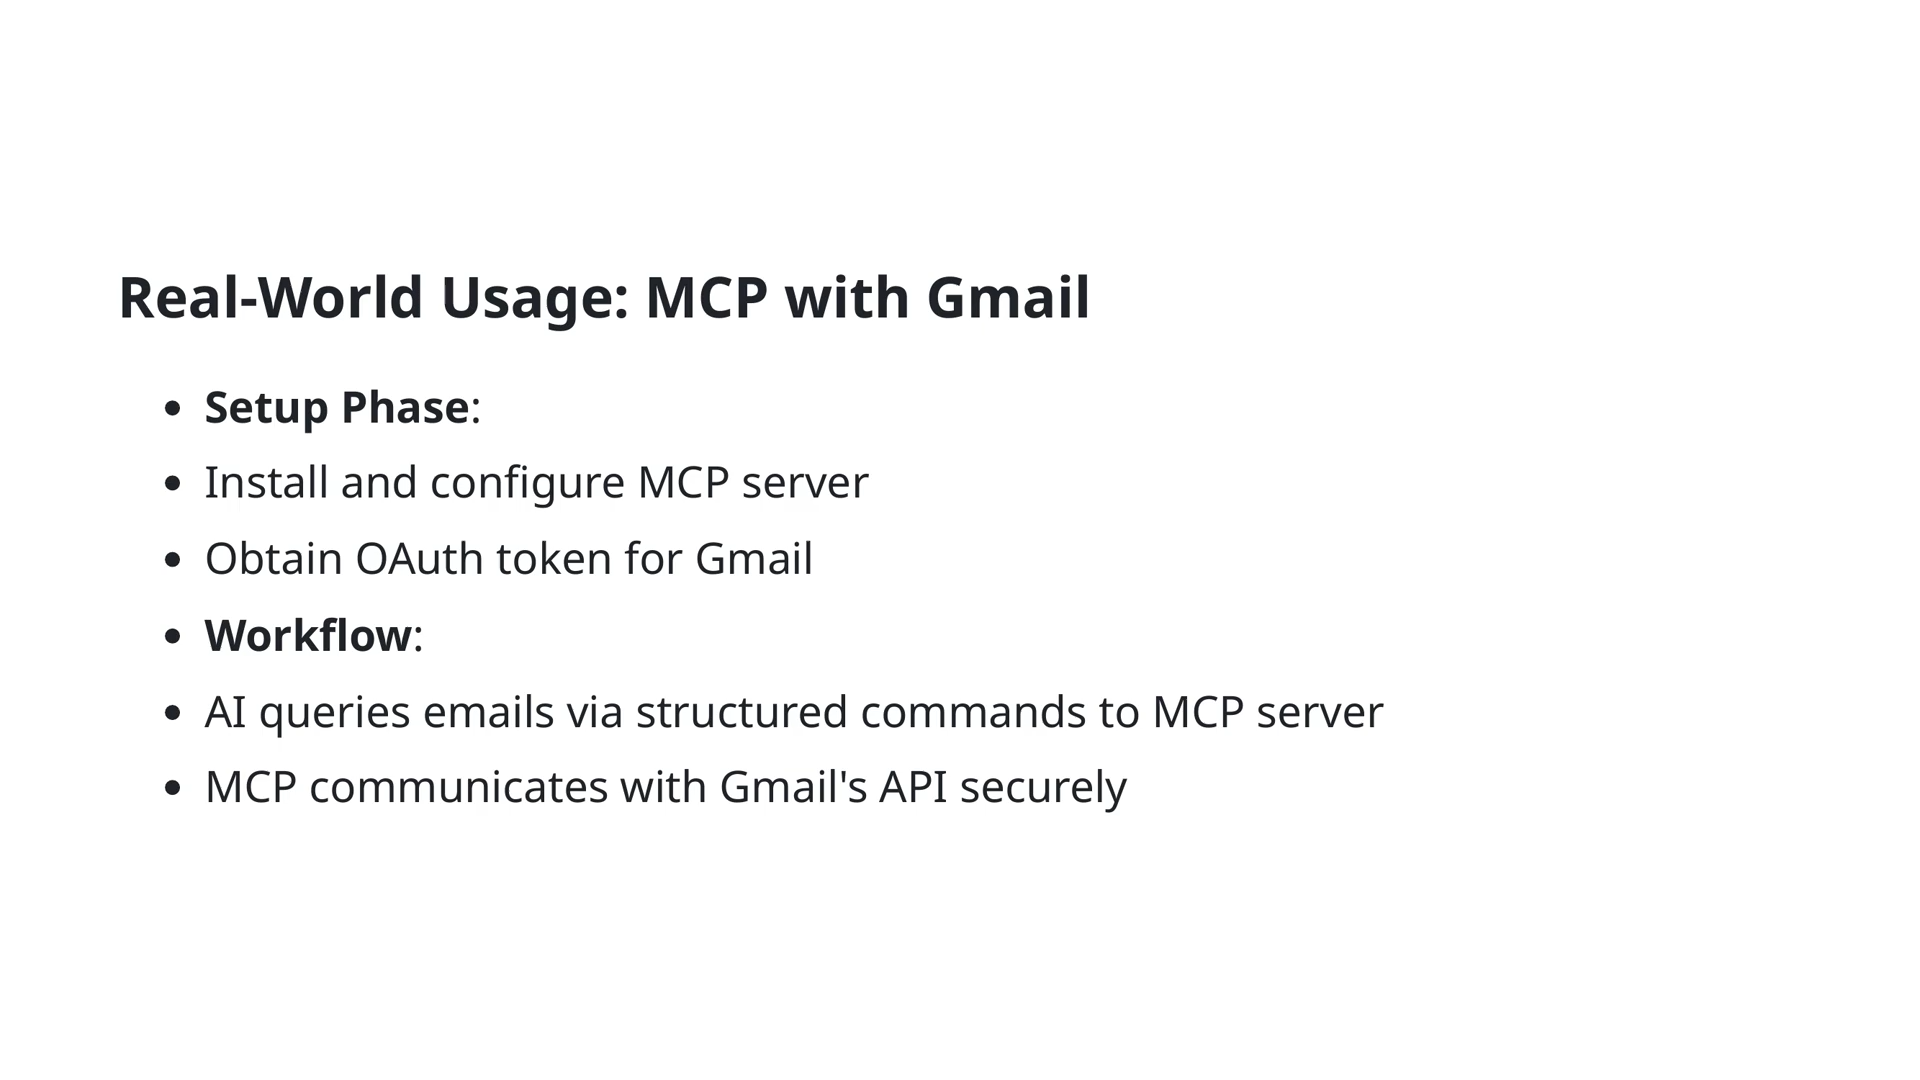 Real-World Usage: MCP with Gmail
• Setup Phase:
• Install and configure MCP server
• Obtain OAuth token for Gmail
• Workflow:
• AI queries emails via structured commands to MCP server
• MCP communicates with Gmail's API securely